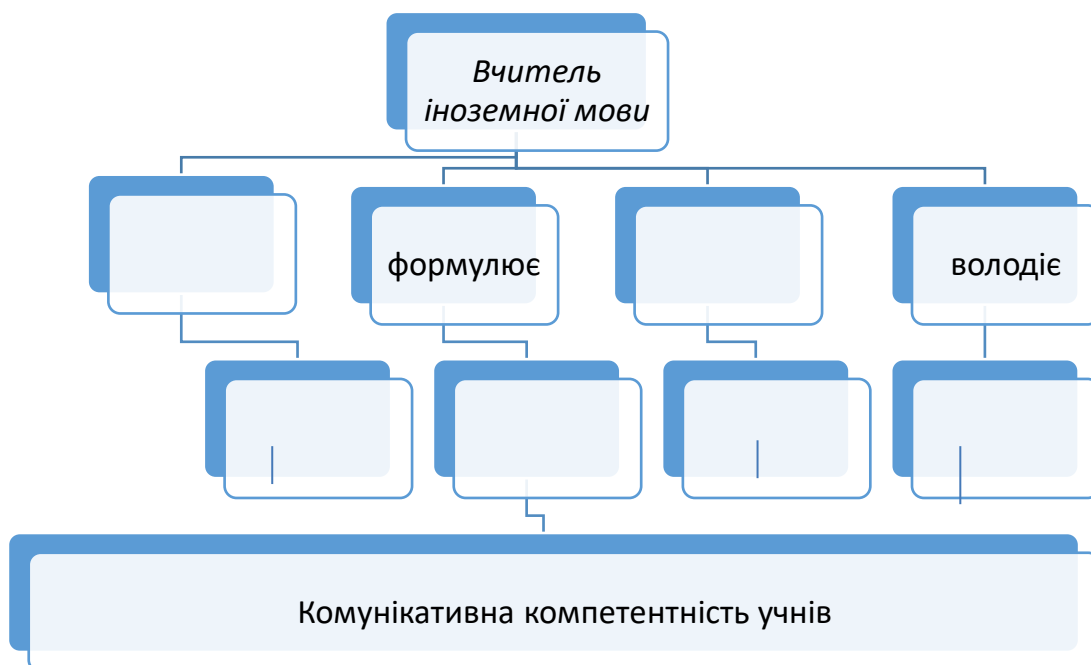 Вчитель
іноземної мови
формулює
володіє
Комунікативна компетентність учнів